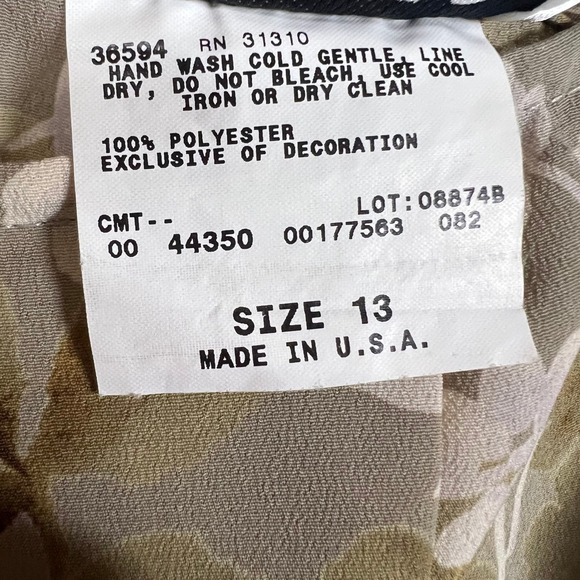 36594 RN 31310
HAND WASH COLD GENTLE, LINE
DRY, DO NOT BLEACH, USE COOL
IRON OR DRY CLEAN
100% POLYESTER
EXCLUSIVE OF DECORATION
CMT-- LOT:08874B
00 44350 00177563 082
SIZE 13
MADE IN U.S.A.